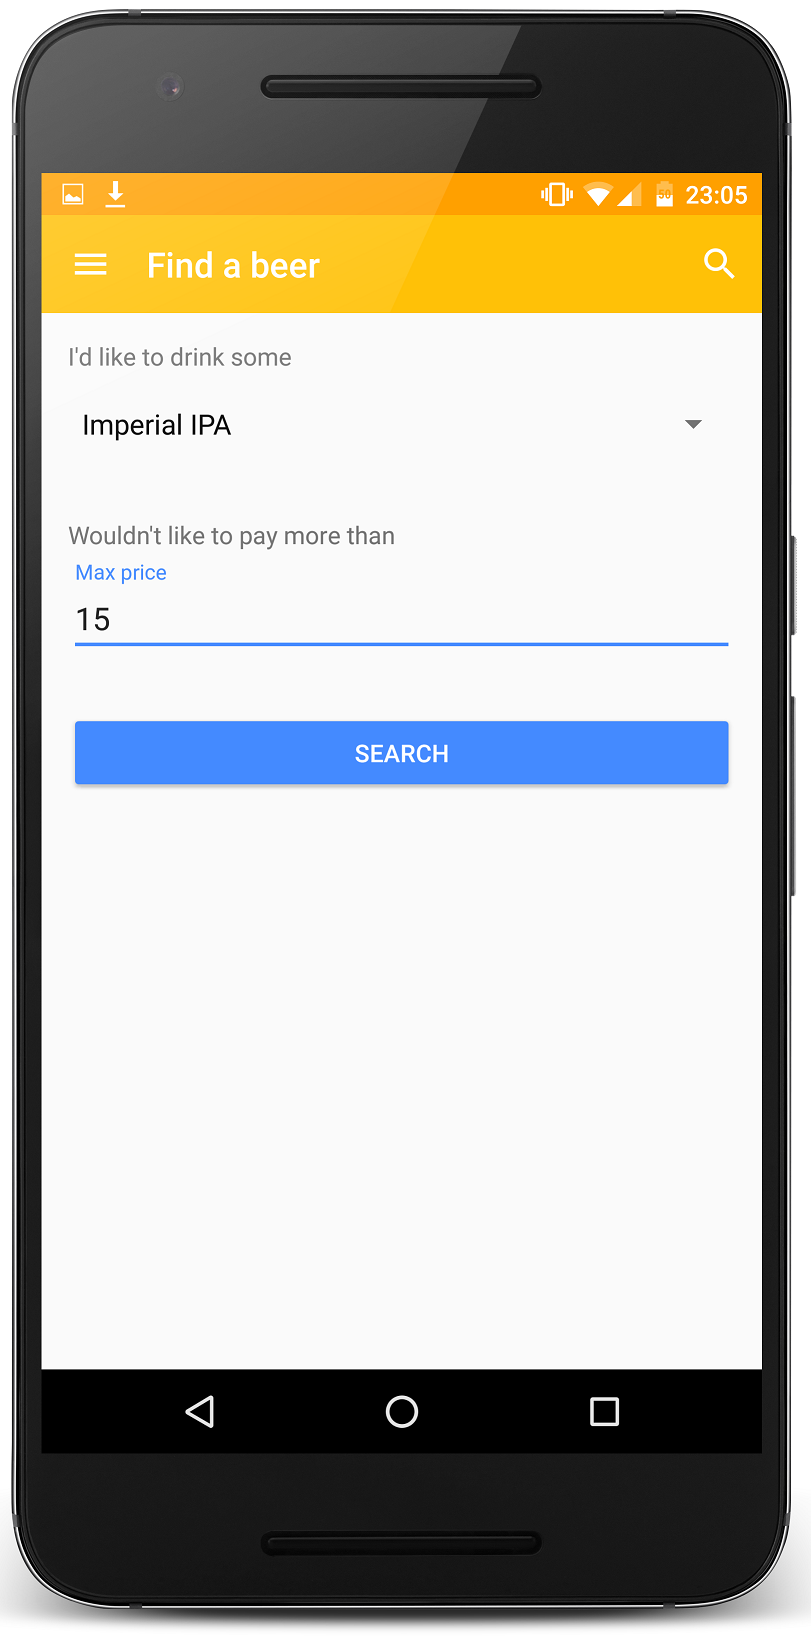 50 23:05
Find a beer
I'd like to drink some
Imperial IPA
Wouldn't like to pay more than
Max price
15
SEARCH